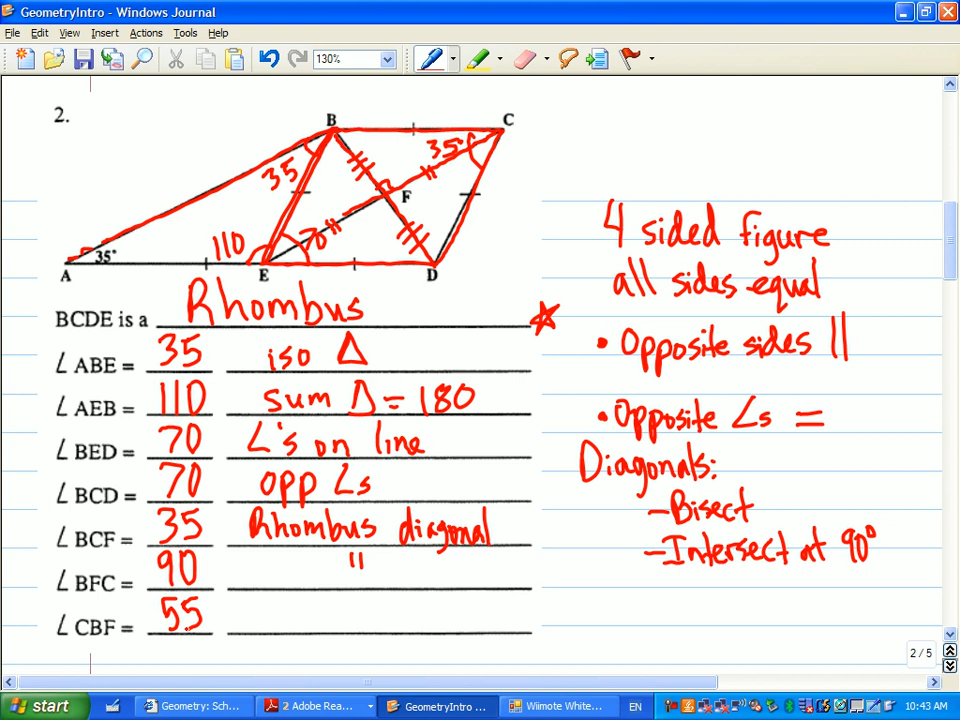 GeometryIntro - Windows Journal
File Edit View Insert Actions Tools Help
130%
2.
B
C
35
35°
F
110
70
A
35°
E
D
4 sided figure
all sides equal
BCDE is a Rhombus
• Opposite sides ||
∠ ABE = 35 iso Δ
∠ AEB = 110 sum Δ = 180
• Opposite ∠s =
∠ BED = 70 ∠'s on line
Diagonals:
∠ BCD = 70 opp ∠s
- Bisect
∠ BCF = 35 Rhombus diagonal
- Intersect at 90°
∠ BFC = 90 "
∠ CBF = 55
2 / 5
start
Geometry: Sch...
2 Adobe Rea...
GeometryIntro ...
Wiimote White...
EN
10:43 AM